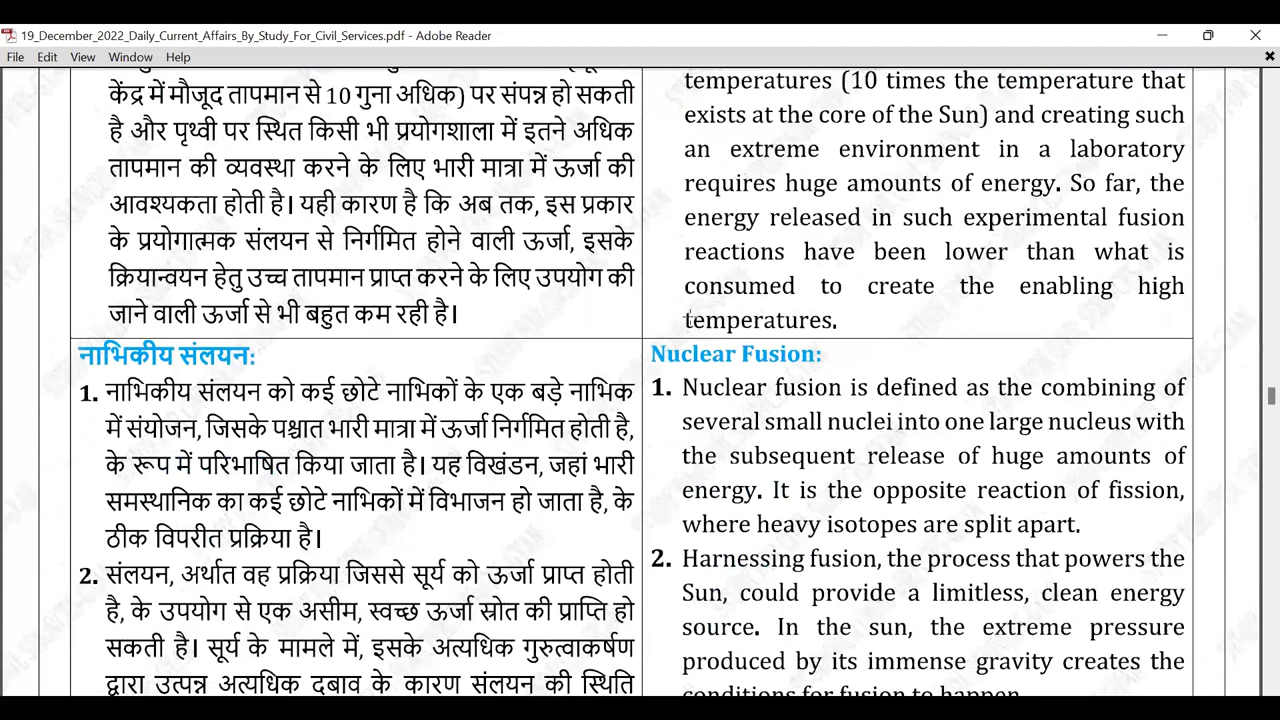 19_December_2022_Daily_Current_Affairs_By_Study_For_Civil_Services.pdf - Adobe Reader
File Edit View Window Help
केंद्र में मौजूद तापमान से 10 गुना अधिक) पर संपन्न हो सकती
है और पृथ्वी पर स्थित किसी भी प्रयोगशाला में इतने अधिक
तापमान की व्यवस्था करने के लिए भारी मात्रा में ऊर्जा की
आवश्यकता होती है। यही कारण है कि अब तक, इस प्रकार
के प्रयोगात्मक संलयन से निर्गमित होने वाली ऊर्जा, इसके
क्रियान्वयन हेतु उच्च तापमान प्राप्त करने के लिए उपयोग की
जाने वाली ऊर्जा से भी बहुत कम रही है।
temperatures (10 times the temperature that
exists at the core of the Sun) and creating such
an extreme environment in a laboratory
requires huge amounts of energy. So far, the
energy released in such experimental fusion
reactions have been lower than what is
consumed to create the enabling high
temperatures.
नाभिकीय संलयन:
1. नाभिकीय संलयन को कई छोटे नाभिकों के एक बड़े नाभिक
में संयोजन, जिसके पश्चात भारी मात्रा में ऊर्जा निर्गमित होती है,
के रूप में परिभाषित किया जाता है। यह विखंडन, जहां भारी
समस्थानिक का कई छोटे नाभिकों में विभाजन हो जाता है, के
ठीक विपरीत प्रक्रिया है।
2. संलयन, अर्थात वह प्रक्रिया जिससे सूर्य को ऊर्जा प्राप्त होती
है, के उपयोग से एक असीम, स्वच्छ ऊर्जा स्रोत की प्राप्ति हो
सकती है। सूर्य के मामले में, इसके अत्यधिक गुरुत्वाकर्षण
द्वारा उत्पन्न अत्यधिक दबाव के कारण संलयन की स्थिति
Nuclear Fusion:
1. Nuclear fusion is defined as the combining of
several small nuclei into one large nucleus with
the subsequent release of huge amounts of
energy. It is the opposite reaction of fission,
where heavy isotopes are split apart.
2. Harnessing fusion, the process that powers the
Sun, could provide a limitless, clean energy
source. In the sun, the extreme pressure
produced by its immense gravity creates the
conditions for fusion to happen